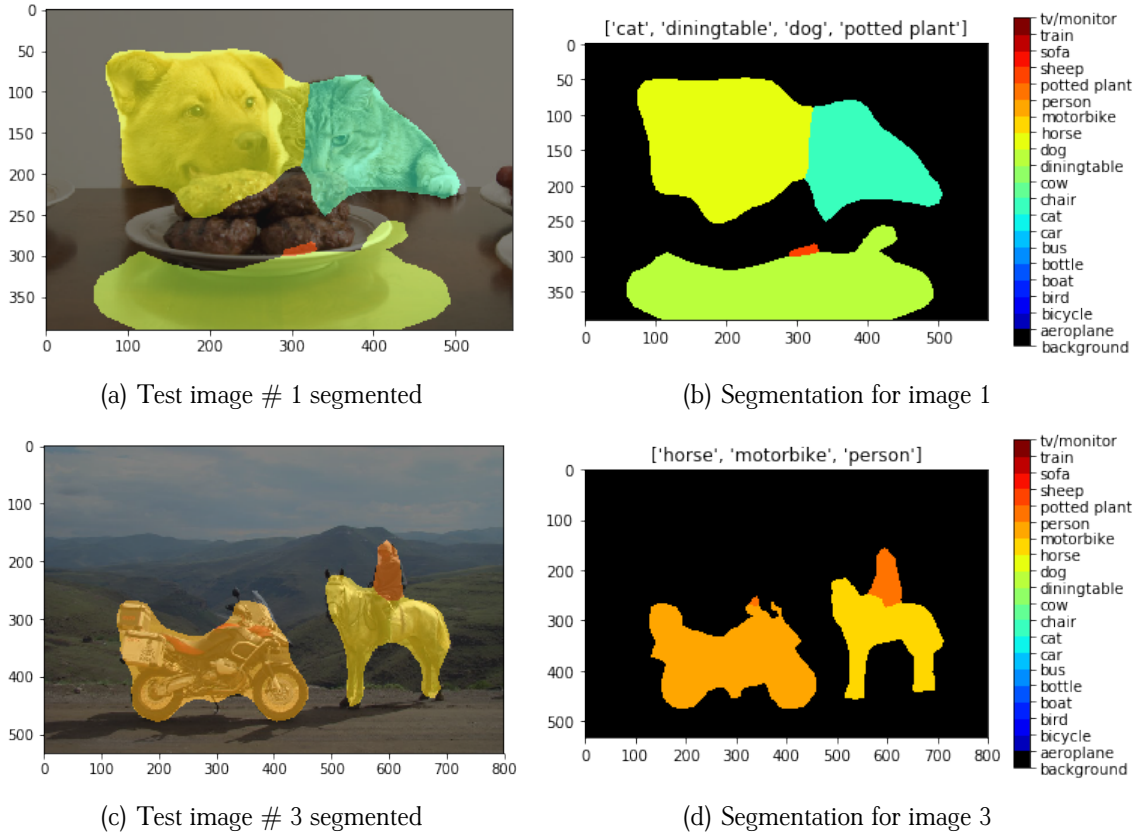 ['cat', 'diningtable', 'dog', 'potted plant']
0
50
100
150
200
250
300
350
0
100
200
300
400
500
0
50
100
150
200
250
300
350
0
100
200
300
400
500
tv/monitor
train
sofa
sheep
potted plant
person
motorbike
horse
dog
diningtable
cow
chair
cat
car
bus
bottle
boat
bird
bicycle
aeroplane
background
(a) Test image # 1 segmented
(b) Segmentation for image 1
['horse', 'motorbike', 'person']
0
100
200
300
400
500
0
100
200
300
400
500
600
700
800
0
100
200
300
400
500
0
100
200
300
400
500
600
700
800
tv/monitor
train
sofa
sheep
potted plant
person
motorbike
horse
dog
diningtable
cow
chair
cat
car
bus
bottle
boat
bird
bicycle
aeroplane
background
(c) Test image # 3 segmented
(d) Segmentation for image 3